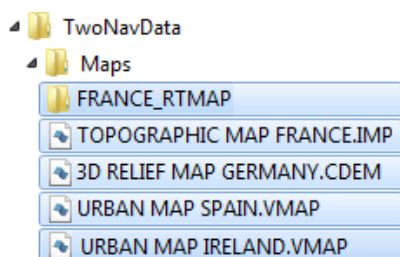 TwoNavData
Maps
FRANCE_RTMAP
TOPOGRAPHIC MAP FRANCE.IMP
3D RELIEF MAP GERMANY.CDEM
URBAN MAP SPAIN.VMAP
URBAN MAP IRELAND.VMAP